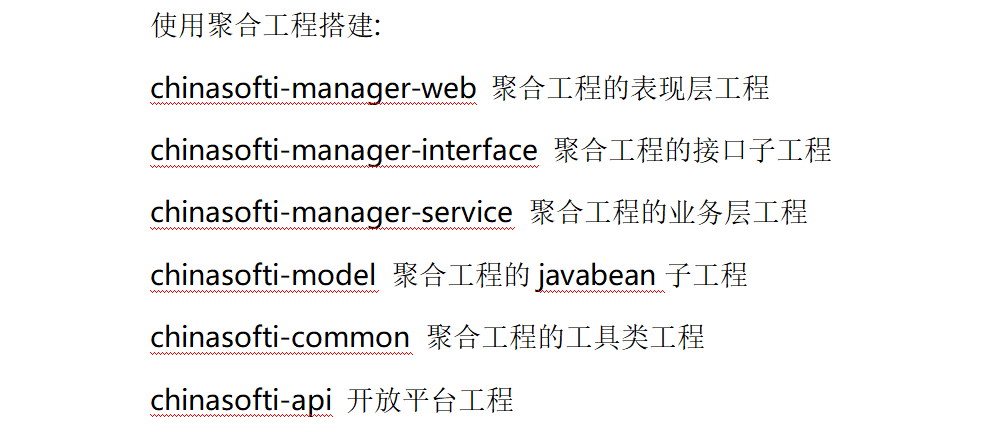 使用聚合工程搭建:
chinasofti-manager-web 聚合工程的表现层工程
chinasofti-manager-interface 聚合工程的接口子工程
chinasofti-manager-service 聚合工程的业务层工程
chinasofti-model 聚合工程的 javabean 子工程
chinasofti-common 聚合工程的工具类工程
chinasofti-api 开放平台工程